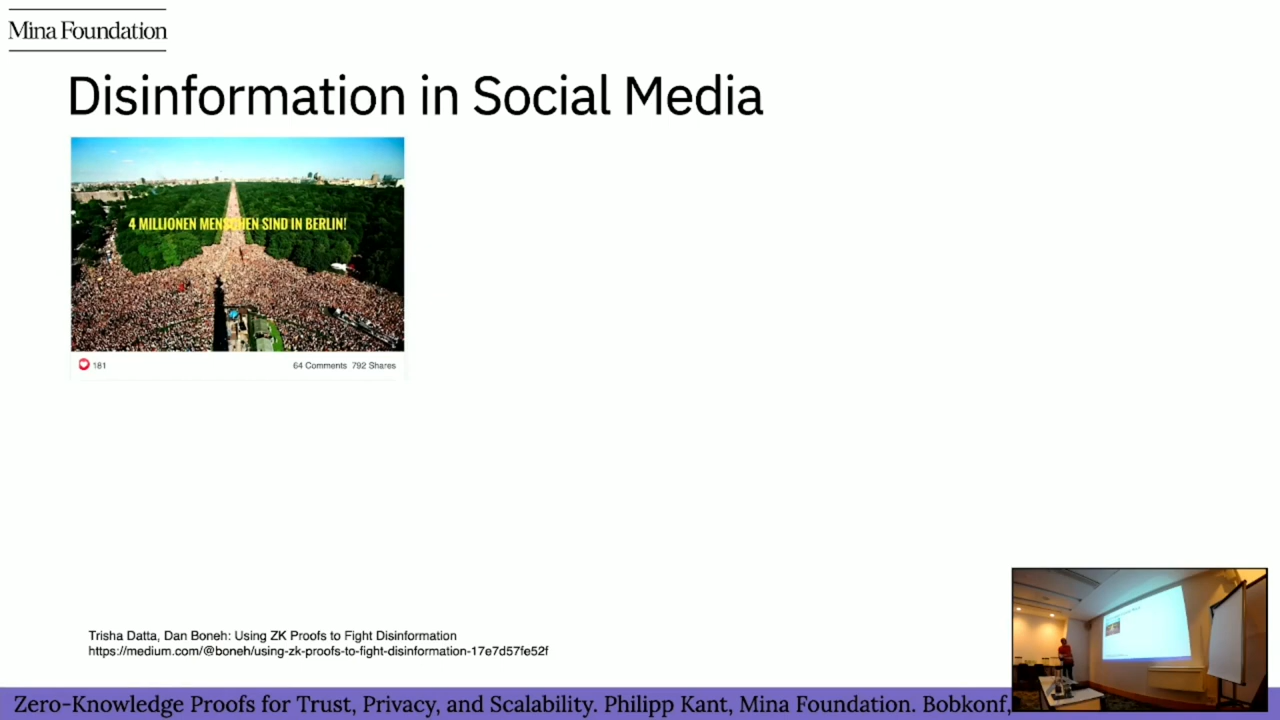 Mina Foundation
Disinformation in Social Media
4 MILLIONEN MENSCHEN SIND IN BERLIN!
181
64 Comments 792 Shares
Trisha Datta, Dan Boneh: Using ZK Proofs to Fight Disinformation
https://medium.com/@boneh/using-zk-proofs-to-fight-disinformation-17e7d57fe52f
Zero-Knowledge Proofs for Trust, Privacy, and Scalability. Philipp Kant, Mina Foundation. Bobkonf,